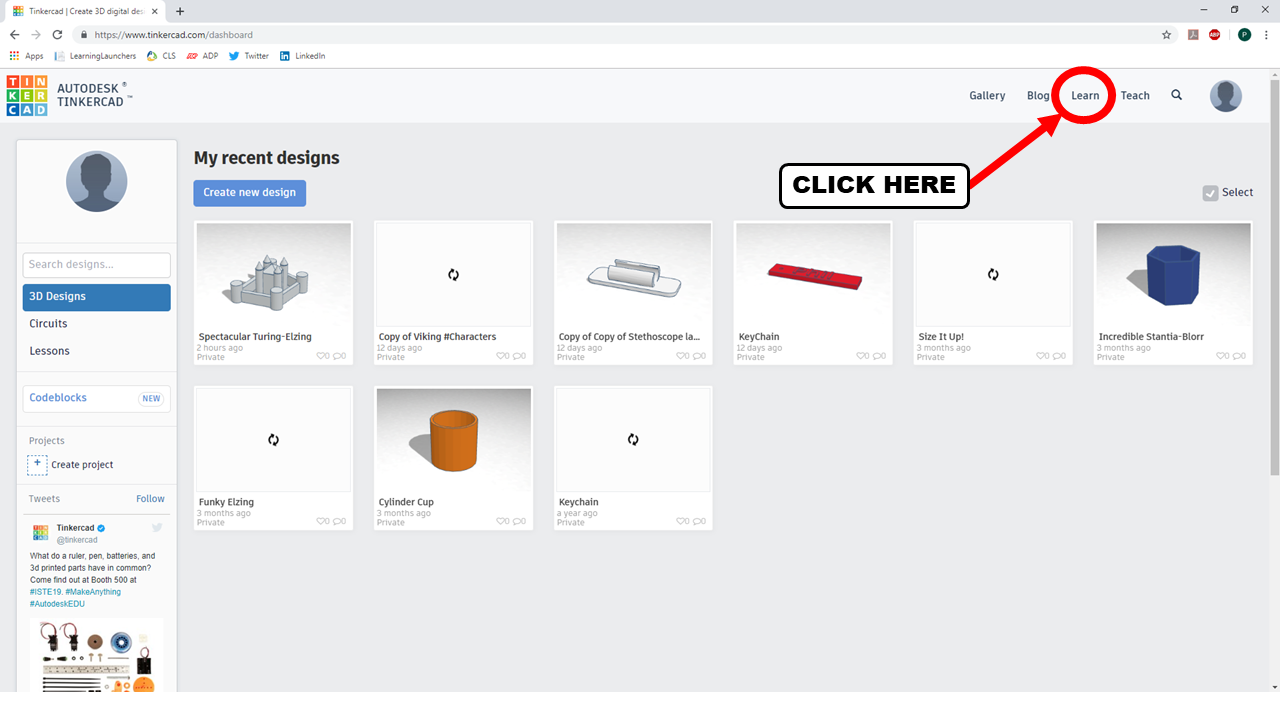 Tinkercad | Create 3D digital desi
https://www.tinkercad.com/dashboard
Apps LearningLaunchers CLS ADP Twitter LinkedIn
TIN
KER
CAD
AUTODESK ®
TINKERCAD ™
Gallery Blog Learn Teach
CLICK HERE
My recent designs
Create new design
Select
Search designs...
3D Designs
Circuits
Lessons
Codeblocks NEW
Projects
+ Create project
Tweets Follow
Tinkercad
@tinkercad
What do a ruler, pen, batteries, and
3d printed parts have in common?
Come find out at Booth 500 at
#ISTE19. #MakeAnything
#AutodeskEDU
Spectacular Turing-Elzing
2 hours ago
Private 0 0
Copy of Viking #Characters
12 days ago
Private 0 0
Copy of Copy of Stethoscope la...
12 days ago
Private 0 0
KeyChain
12 days ago
Private 0 0
Size It Up!
3 months ago
Private 0 0
Incredible Stantia-Blorr
3 months ago
Private 0 0
Funky Elzing
3 months ago
Private 0 0
Cylinder Cup
3 months ago
Private 0 0
Keychain
a year ago
Private 0 0
ABP
P